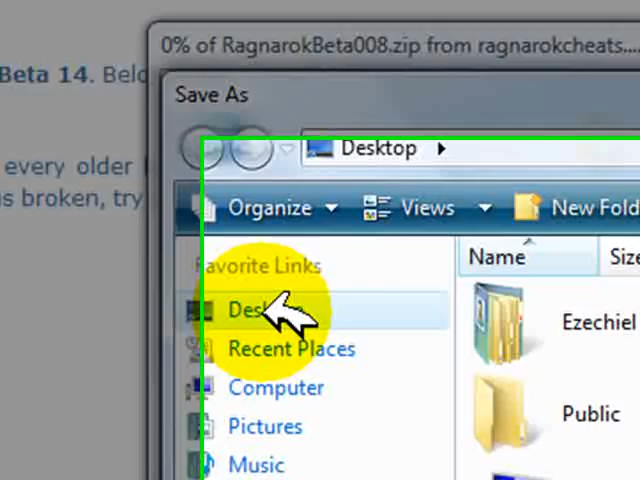 0% of RagnarokBeta008.zip from ragnarokcheats....
Beta 14. Belo
Save As
Desktop
every older
s broken, try
Organize
Views
New Fold
Favorite Links
Name
Size
Desktop
Ezechiel
Recent Places
Computer
Public
Pictures
Music